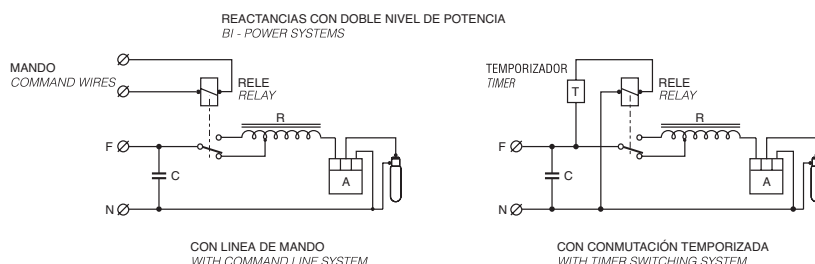 REACTANCIAS CON DOBLE NIVEL DE POTENCIA
BI - POWER SYSTEMS
MANDO
COMMAND WIRES
RELE
RELAY
R
F
C
A
N
CON LINEA DE MANDO
WITH COMMAND LINE SYSTEM
TEMPORIZADOR
TIMER
T
RELE
RELAY
R
F
C
A
N
CON CONMUTACIÓN TEMPORIZADA
WITH TIMER SWITCHING SYSTEM